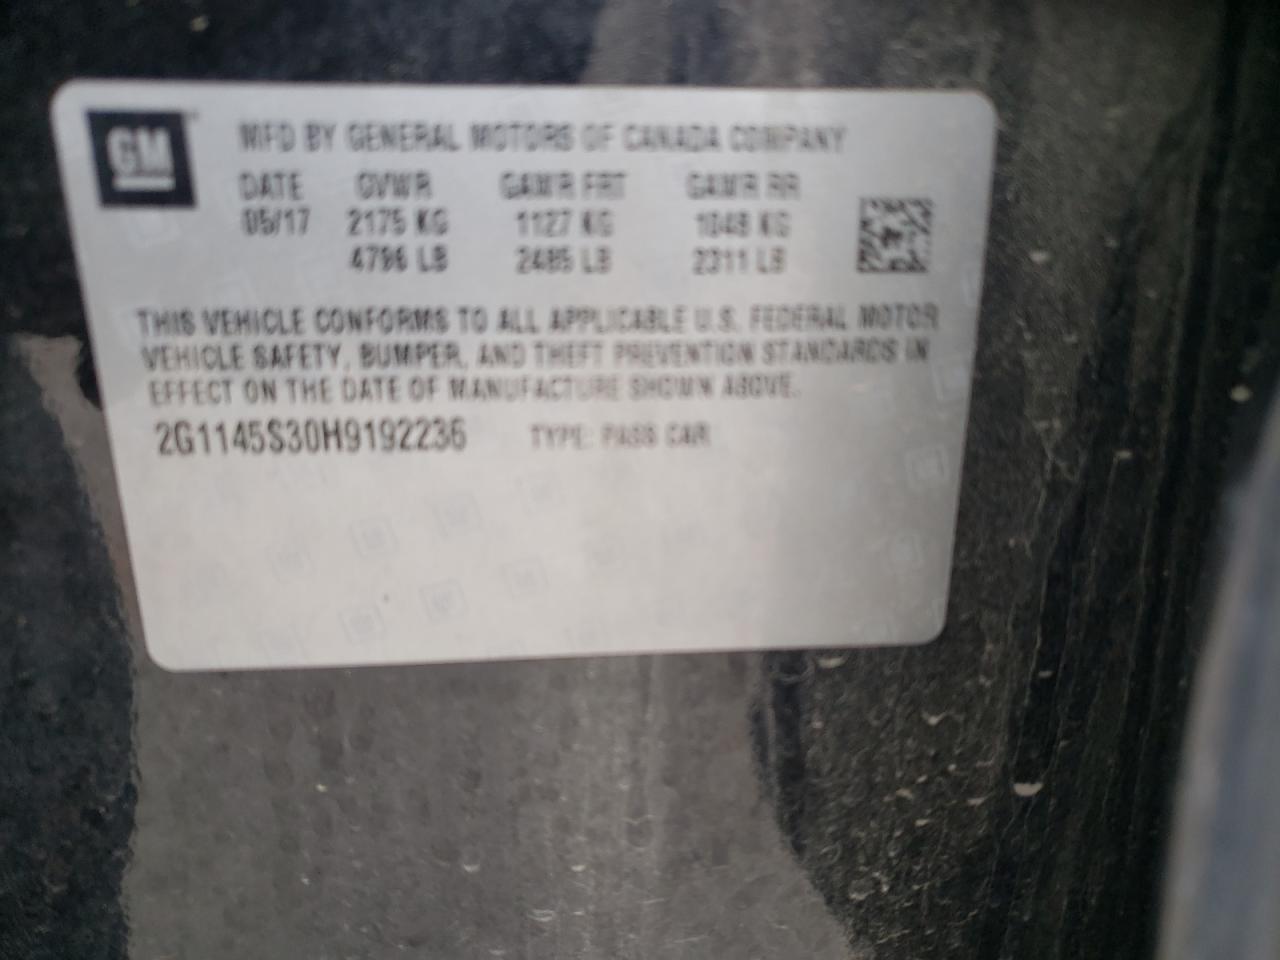 GM
MFD BY GENERAL MOTORS OF CANADA COMPANY
DATE GVWR GAWR FRT GAWR RR
05/17 2175 KG 1127 KG 1048 KG
4796 LB 2485 LB 2311 LB
THIS VEHICLE CONFORMS TO ALL APPLICABLE U.S. FEDERAL MOTOR
VEHICLE SAFETY, BUMPER, AND THEFT PREVENTION STANDARDS IN
EFFECT ON THE DATE OF MANUFACTURE SHOWN ABOVE.
2G1145S30H9192236 TYPE: PASS CAR